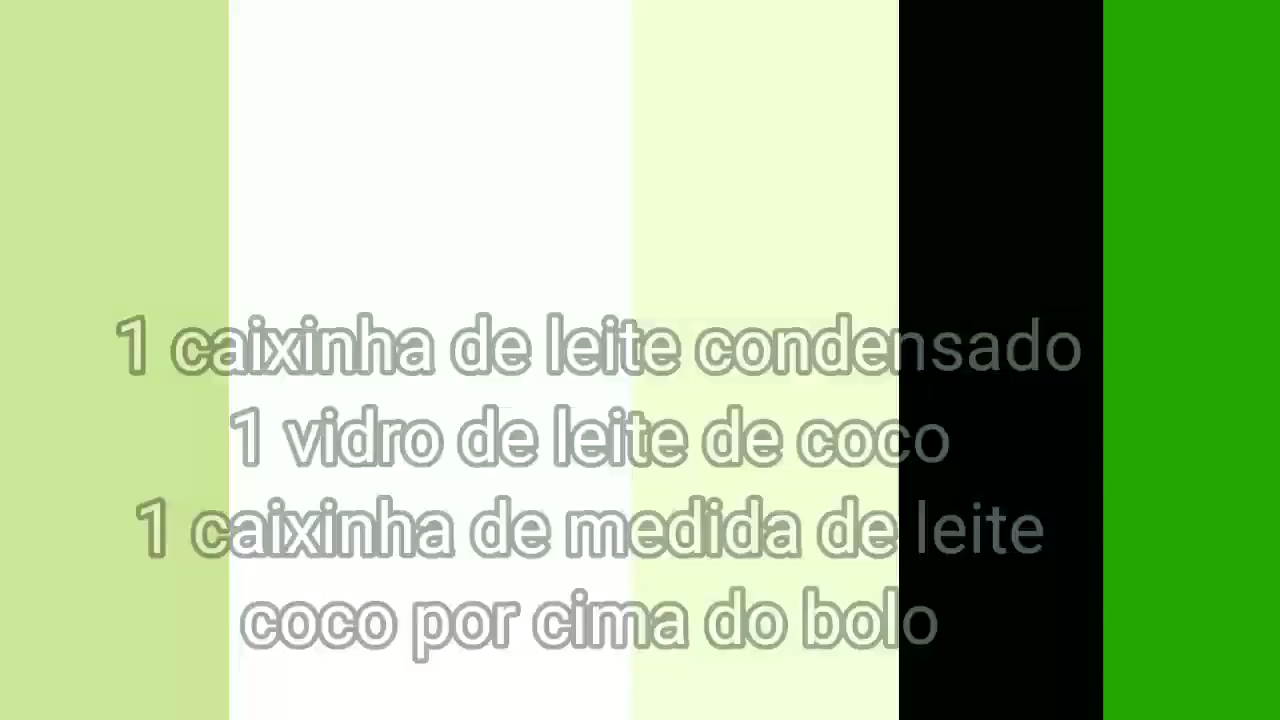 1 caixinha de leite condensado
1 vidro de leite de coco
1 caixinha de medida de leite
coco por cima do bolo